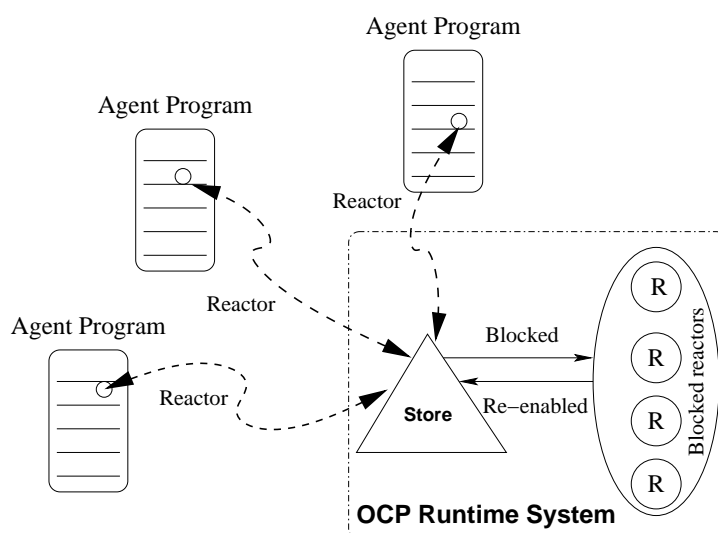 Agent Program
Agent Program
Reactor
Reactor
Agent Program
Reactor
Blocked
Re−enabled
Store
R
R
R
R
Blocked reactors
OCP Runtime System